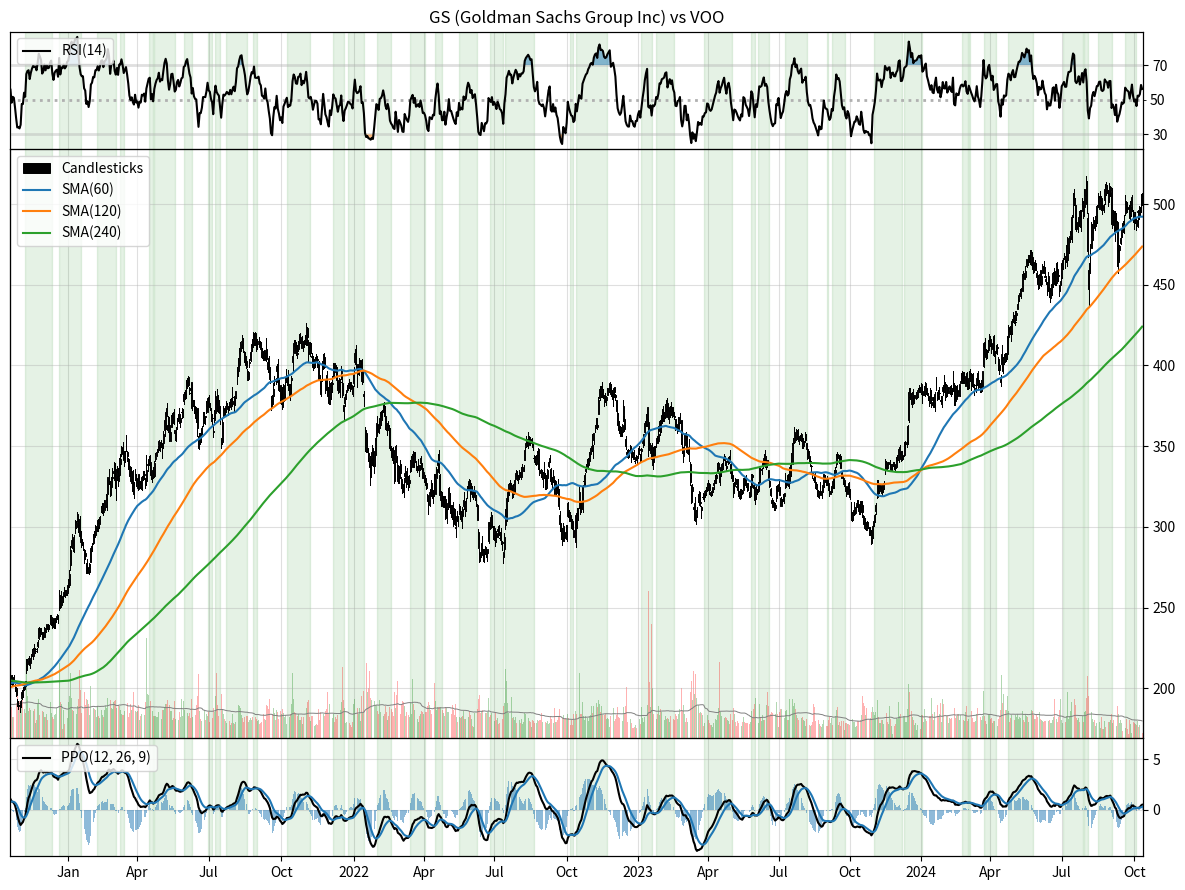 GS (Goldman Sachs Group Inc) vs VOO
RSI(14)
70
50
30
Candlesticks
SMA(60)
SMA(120)
SMA(240)
500
450
400
350
300
250
200
PPO(12, 26, 9)
5
0
Jan Apr Jul Oct 2022 Apr Jul Oct 2023 Apr Jul Oct 2024 Apr Jul Oct